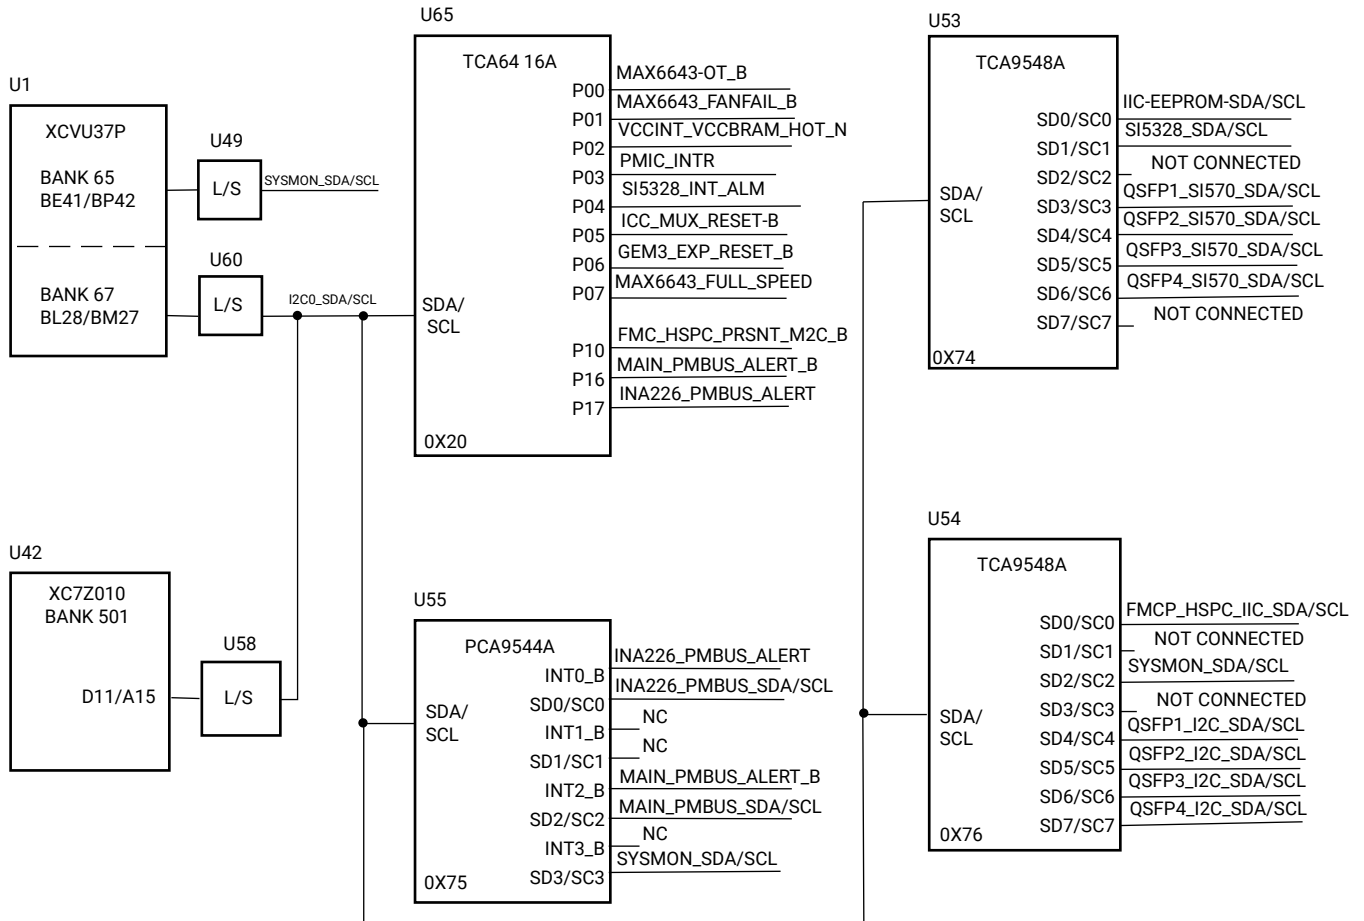 U1
XCVU37P
BANK 65
BE41/BP42
BANK 67
BL28/BM27
U49
L/S
SYSMON_SDA/SCL
U60
L/S
I2C0_SDA/SCL
U42
XC7Z010
BANK 501
D11/A15
U58
L/S
U65
TCA64 16A
SDA/
SCL
P00
MAX6643-OT_B
P01
MAX6643_FANFAIL_B
P02
VCCINT_VCCBRAM_HOT_N
P03
PMIC_INTR
P04
SI5328_INT_ALM
P05
ICC_MUX_RESET-B
P06
GEM3_EXP_RESET_B
P07
MAX6643_FULL_SPEED
P10
FMC_HSPC_PRSNT_M2C_B
P16
MAIN_PMBUS_ALERT_B
P17
INA226_PMBUS_ALERT
0X20
U55
PCA9544A
SDA/
SCL
INT0_B
INA226_PMBUS_ALERT
SD0/SC0
INA226_PMBUS_SDA/SCL
INT1_B
NC
SD1/SC1
NC
INT2_B
MAIN_PMBUS_ALERT_B
SD2/SC2
MAIN_PMBUS_SDA/SCL
INT3_B
NC
SD3/SC3
SYSMON_SDA/SCL
0X75
U53
TCA9548A
SDA/
SCL
SD0/SC0
IIC-EEPROM-SDA/SCL
SD1/SC1
SI5328_SDA/SCL
SD2/SC2
NOT CONNECTED
SD3/SC3
QSFP1_SI570_SDA/SCL
SD4/SC4
QSFP2_SI570_SDA/SCL
SD5/SC5
QSFP3_SI570_SDA/SCL
SD6/SC6
QSFP4_SI570_SDA/SCL
SD7/SC7
NOT CONNECTED
0X74
U54
TCA9548A
SDA/
SCL
SD0/SC0
FMCP_HSPC_IIC_SDA/SCL
SD1/SC1
NOT CONNECTED
SD2/SC2
SYSMON_SDA/SCL
SD3/SC3
NOT CONNECTED
SD4/SC4
QSFP1_I2C_SDA/SCL
SD5/SC5
QSFP2_I2C_SDA/SCL
SD6/SC6
QSFP3_I2C_SDA/SCL
SD7/SC7
QSFP4_I2C_SDA/SCL
0X76